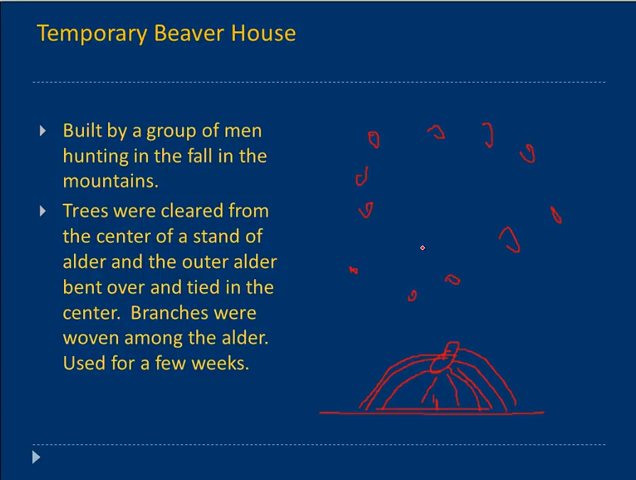 Temporary Beaver House
Built by a group of men
hunting in the fall in the
mountains.
Trees were cleared from
the center of a stand of
alder and the outer alder
bent over and tied in the
center.  Branches were
woven among the alder.
Used for a few weeks.